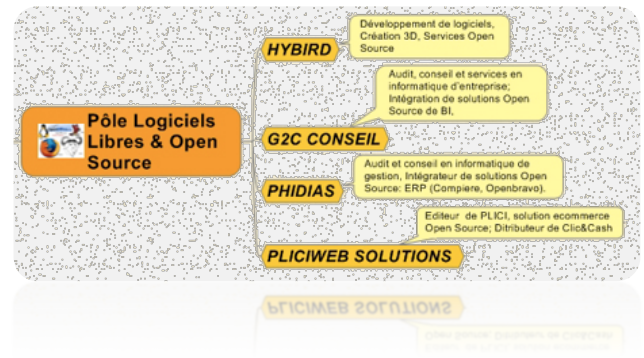 Pôle Logiciels
Libres & Open
Source
HYBIRD
Développement de logiciels,
Création 3D, Services Open
Source
G2C CONSEIL
Audit, conseil et services en
informatique d'entreprise;
Intégration de solutions Open
Source de BI,
PHIDIAS
Audit et conseil en informatique de
gestion, Intégrateur de solutions Open
Source: ERP (Compiere, Openbravo).
PLICIWEB SOLUTIONS
Editeur de PLICI, solution ecommerce
Open Source; Ditributeur de Clic&Cash